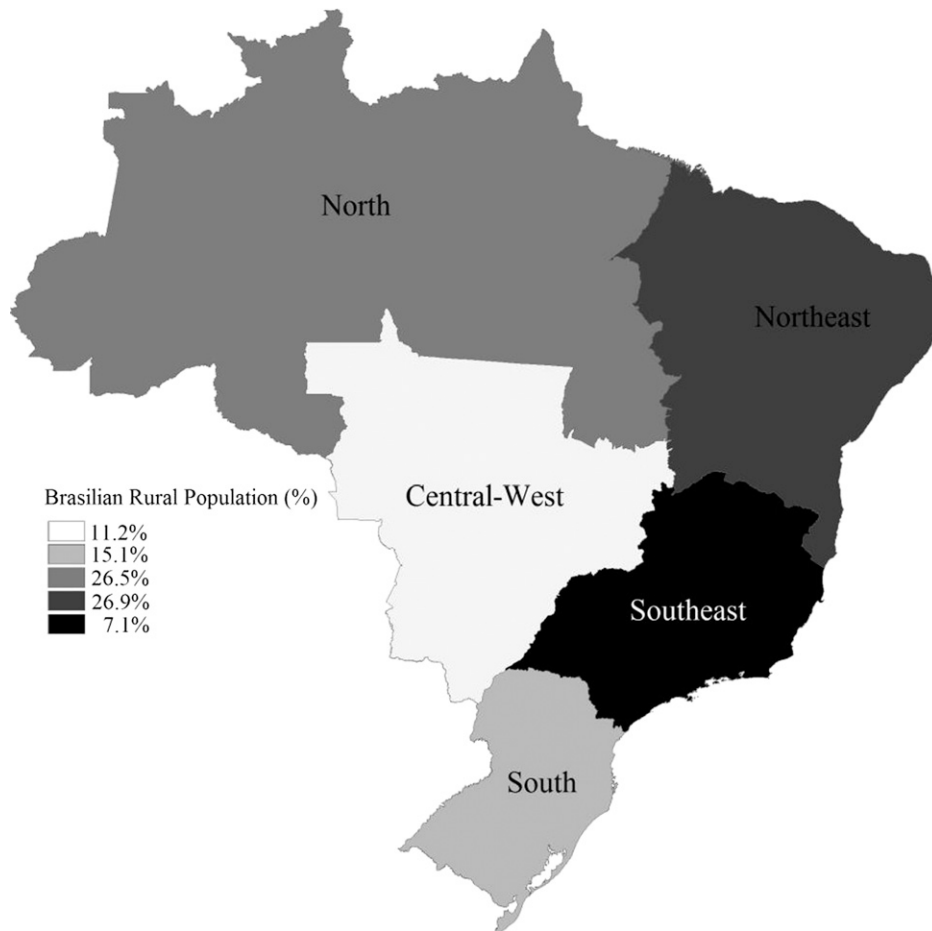 North
Northeast
Central-West
Brasilian Rural Population (%)
11.2%
15.1%
26.5%
26.9%
7.1%
Southeast
South